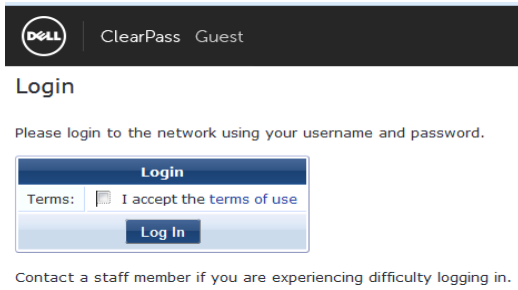 DELL ClearPass Guest
Login
Please login to the network using your username and password.
Login
Terms: I accept the terms of use
Log In
Contact a staff member if you are experiencing difficulty logging in.